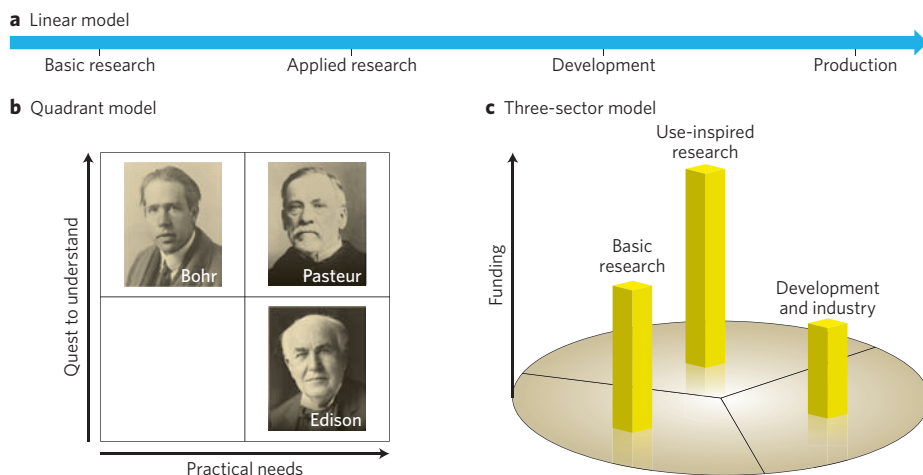 a Linear model
Basic research
Applied research
Development
Production
b Quadrant model
Quest to understand
Bohr
Pasteur
Edison
Practical needs
c Three-sector model
Funding
Use-inspired
research
Basic
research
Development
and industry